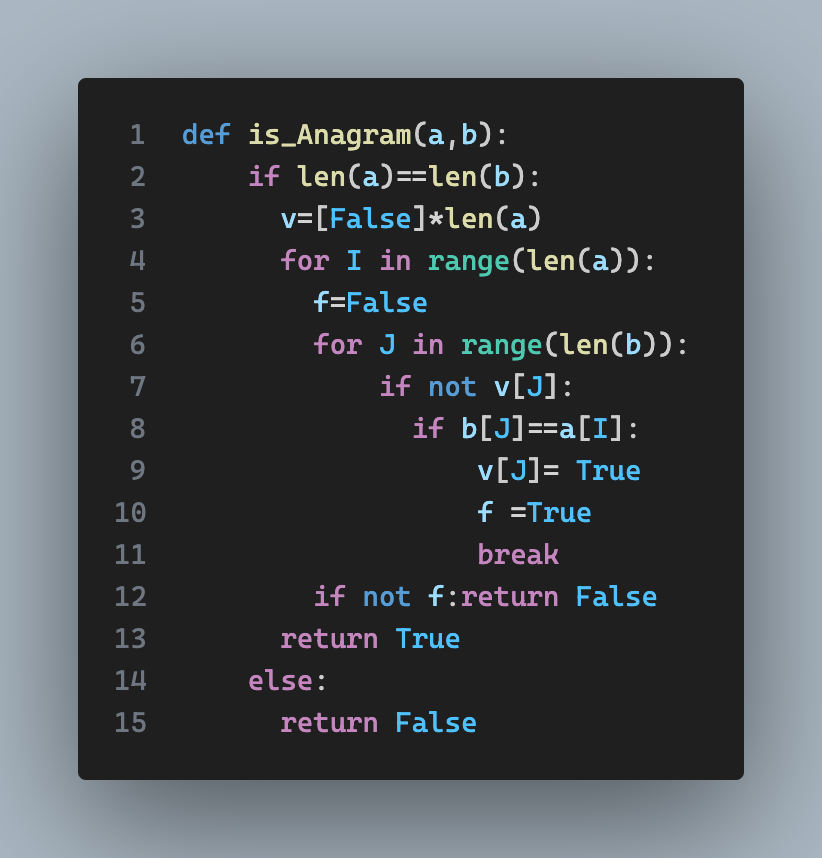 1 def is_Anagram(a,b):
2     if len(a)==len(b):
3       v=[False]*len(a)
4       for I in range(len(a)):
5         f=False
6         for J in range(len(b)):
7             if not v[J]:
8               if b[J]==a[I]:
9                   v[J]= True
10                   f =True
11                   break
12         if not f:return False
13       return True
14     else:
15       return False